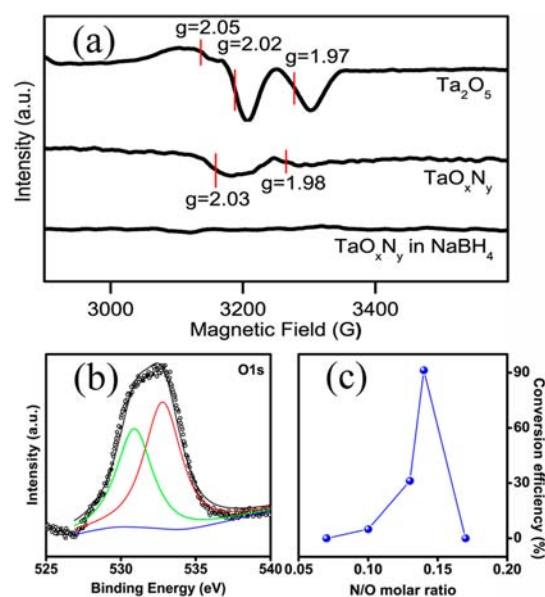 (a)
g=2.05
g=2.02
g=1.97
Ta2O5
TaOxNy
g=2.03
g=1.98
TaOxNy in NaBH4
Intensity (a.u.)
3000 3200 3400
Magnetic Field (G)
(b)
O1s
Intensity (a.u.)
525 530 535 540
Binding Energy (eV)
(c)
90
60
30
0
Conversion efficiency (%)
0.05 0.10 0.15 0.20
N/O molar ratio